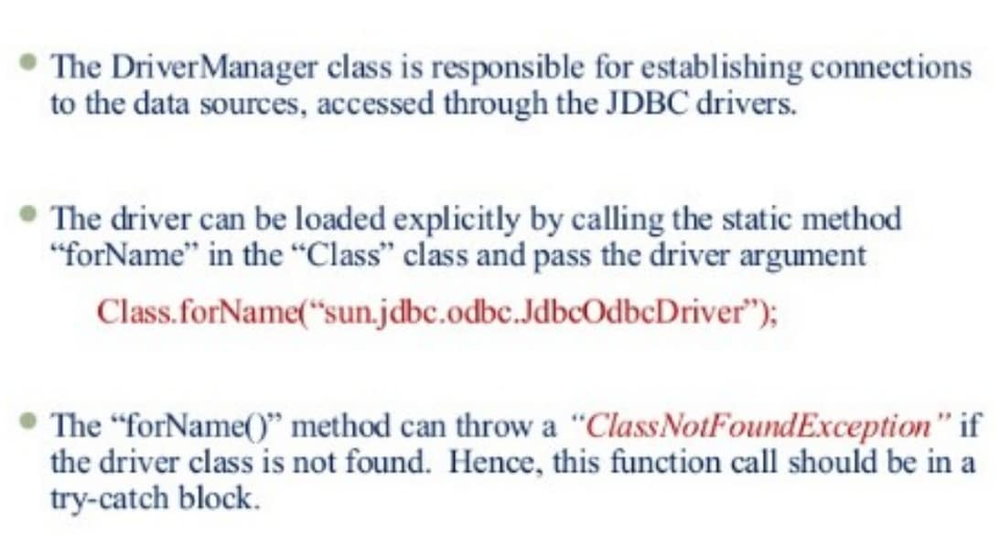 The DriverManager class is responsible for establishing connections
to the data sources, accessed through the JDBC drivers.
The driver can be loaded explicitly by calling the static method
“forName” in the “Class” class and pass the driver argument
Class.forName(“sun.jdbc.odbc.JdbcOdbcDriver”);
The “forName()” method can throw a “ClassNotFoundException” if
the driver class is not found. Hence, this function call should be in a
try-catch block.